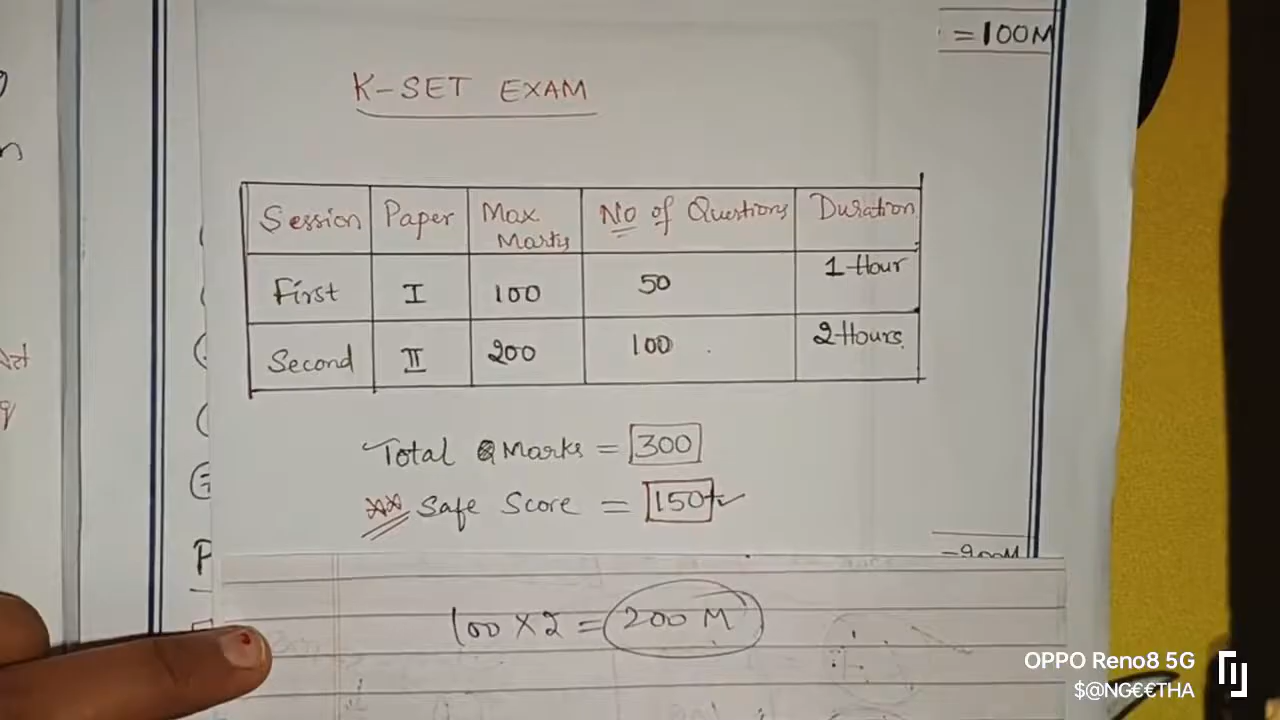 = 100M
K-SET EXAM
Session Paper Max Marks No of Questions Duration
First I 100 50 1-Hour
Second II 200 100 2-Hours.
Total Marks = 300
** Safe Score = 150+
100 × 2 = 200 M
OPPO Reno8 5G
$@NG€€THA